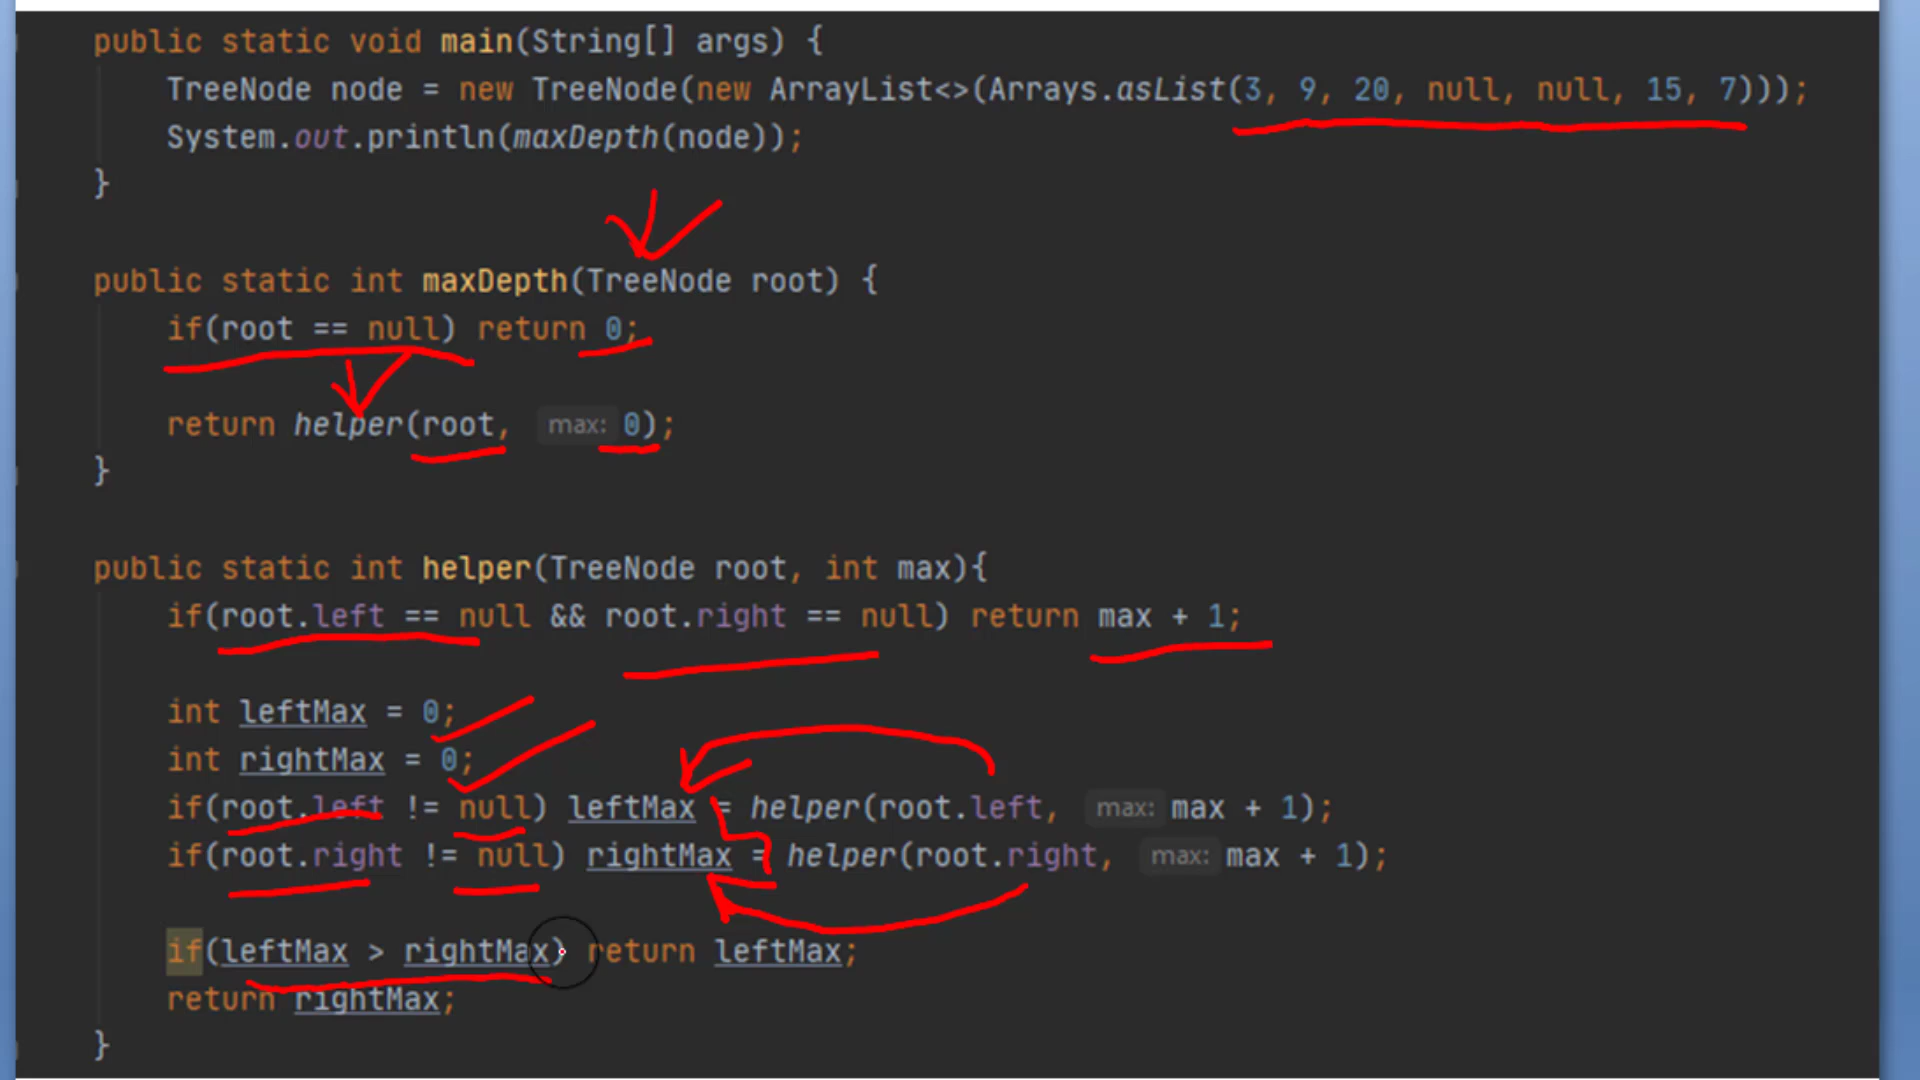 public static void main(String[] args) {
TreeNode node = new TreeNode(new ArrayList<>(Arrays.asList(3, 9, 20, null, null, 15, 7)));
System.out.println(maxDepth(node));
}
public static int maxDepth(TreeNode root) {
if(root == null) return 0;
return helper(root, max: 0);
}
public static int helper(TreeNode root, int max){
if(root.left == null && root.right == null) return max + 1;
int leftMax = 0;
int rightMax = 0;
if(root.left != null) leftMax = helper(root.left, max: max + 1);
if(root.right != null) rightMax = helper(root.right, max: max + 1);
if(leftMax > rightMax) return leftMax;
return rightMax;
}